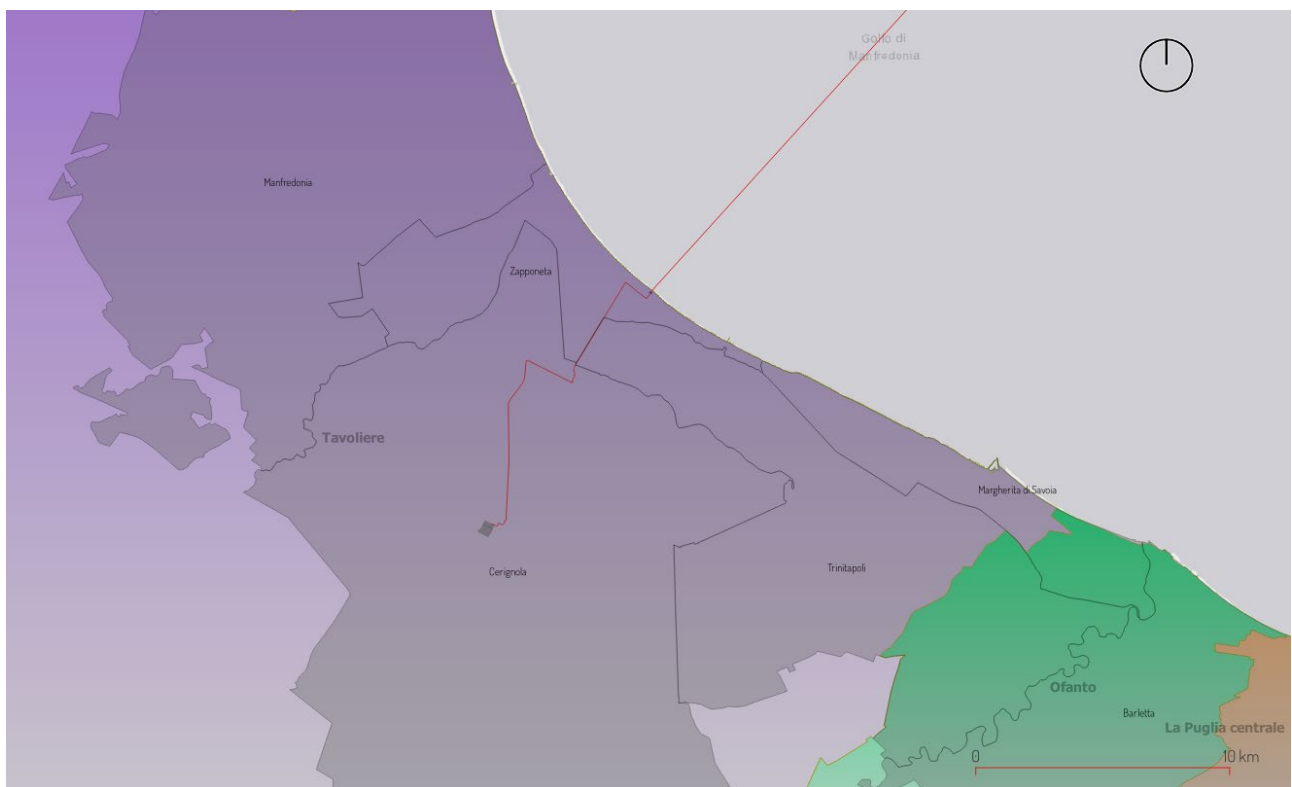 Golfo di
Manfredonia
Manfredonia
Zapponeta
Tavoliere
Margherita di Savoia
Cerignola
Trinitapoli
Ofanto
Barletta
La Puglia centrale
0
10 km